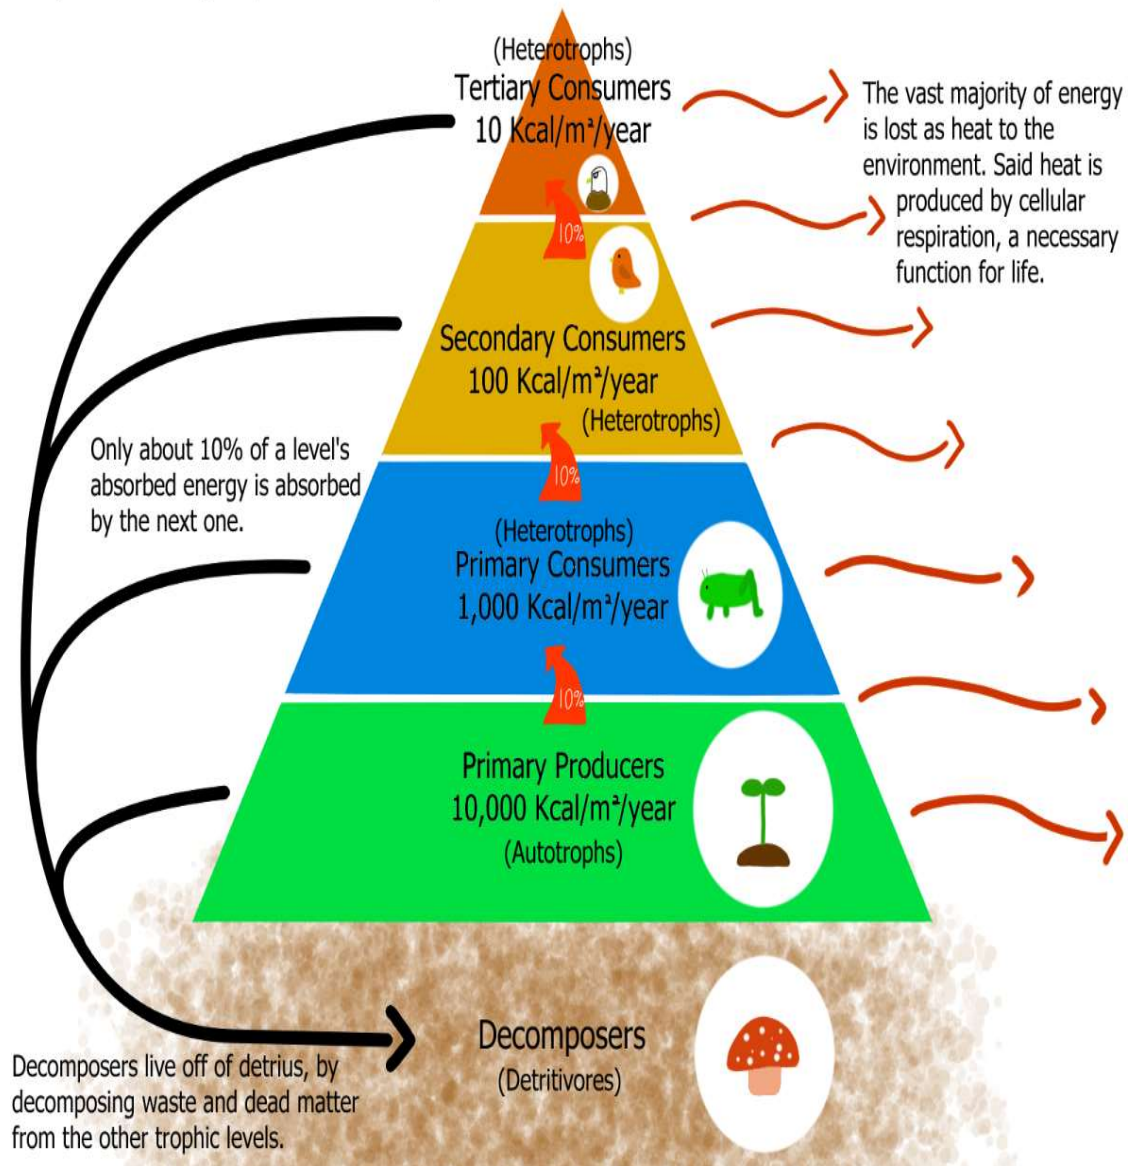 (Heterotrophs)
Tertiary Consumers
10 Kcal/m²/year
The vast majority of energy
is lost as heat to the
environment. Said heat is
produced by cellular
respiration, a necessary
function for life.
10%
Secondary Consumers
100 Kcal/m²/year
(Heterotrophs)
Only about 10% of a level's
absorbed energy is absorbed
by the next one.
10%
(Heterotrophs)
Primary Consumers
1,000 Kcal/m²/year
10%
Primary Producers
10,000 Kcal/m²/year
(Autotrophs)
Decomposers
(Detritivores)
Decomposers live off of detrius, by
decomposing waste and dead matter
from the other trophic levels.